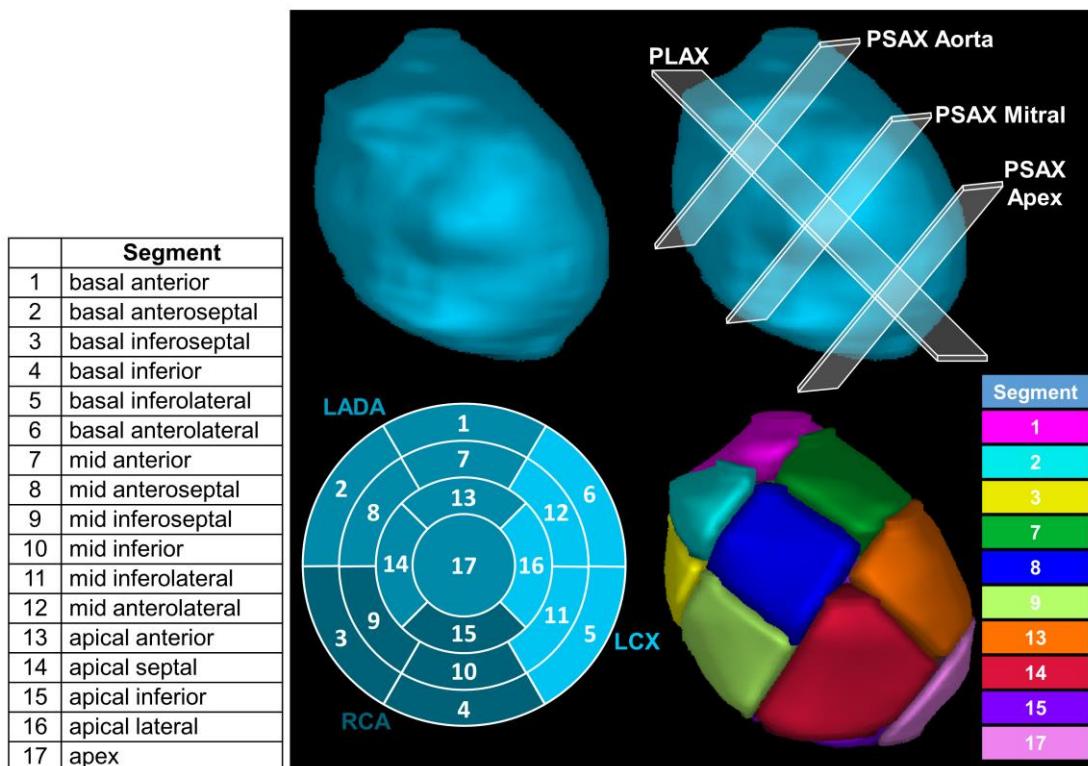 Segment
1 basal anterior
2 basal anteroseptal
3 basal inferoseptal
4 basal inferior
5 basal inferolateral
6 basal anterolateral
7 mid anterior
8 mid anteroseptal
9 mid inferoseptal
10 mid inferior
11 mid inferolateral
12 mid anterolateral
13 apical anterior
14 apical septal
15 apical inferior
16 apical lateral
17 apex
PLAX
PSAX Aorta
PSAX Mitral
PSAX
Apex
LADA
1
7
2
6
13
8
12
14
17
16
9
11
15
3
5
10
4
LCX
RCA
Segment
1
2
3
7
8
9
13
14
15
17